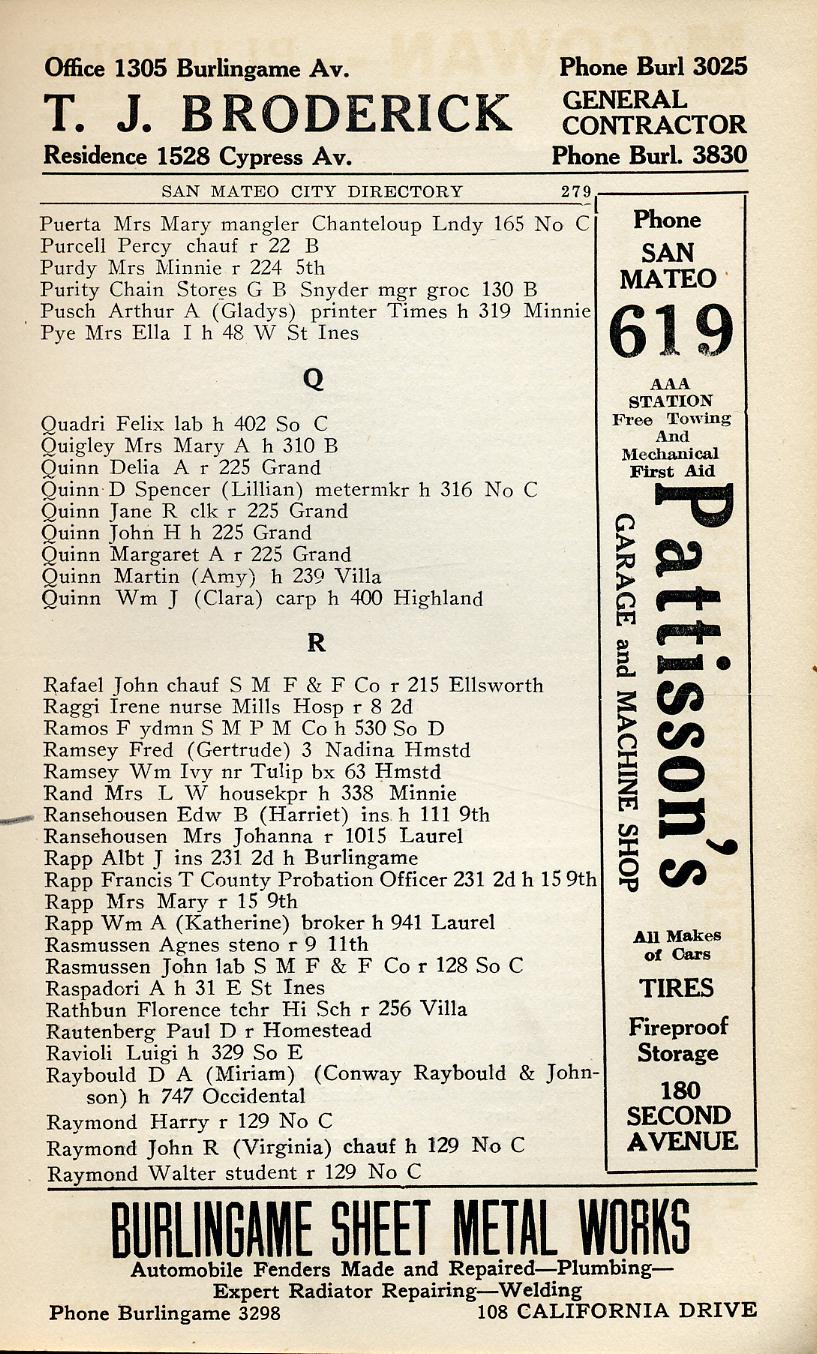 Office 1305 Burlingame Av.
Phone Burl 3025
T. J. BRODERICK
GENERAL
CONTRACTOR
Residence 1528 Cypress Av.
Phone Burl. 3830
SAN MATEO CITY DIRECTORY 279
Puerta Mrs Mary mangler Chanteloup Lndy 165 No C
Purcell Percy chauf r 22 B
Purdy Mrs Minnie r 224 5th
Purity Chain Stores G B Snyder mgr groc 130 B
Pusch Arthur A (Gladys) printer Times h 319 Minnie
Pye Mrs Ella I h 48 W St Ines
Q
Quadri Felix lab h 402 So C
Quigley Mrs Mary A h 310 B
Quinn Delia A r 225 Grand
Quinn D Spencer (Lillian) metermkr h 316 No C
Quinn Jane R clk r 225 Grand
Quinn John H h 225 Grand
Quinn Margaret A r 225 Grand
Quinn Martin (Amy) h 239 Villa
Quinn Wm J (Clara) carp h 400 Highland
R
Rafael John chauf S M F & F Co r 215 Ellsworth
Raggi Irene nurse Mills Hosp r 8 2d
Ramos F ydmn S M P M Co h 530 So D
Ramsey Fred (Gertrude) 3 Nadina Hmstd
Ramsey Wm Ivy nr Tulip bx 63 Hmstd
Rand Mrs L W housekpr h 338 Minnie
Ransehousen Edw B (Harriet) ins h 111 9th
Ransehousen Mrs Johanna r 1015 Laurel
Rapp Albt J ins 231 2d h Burlingame
Rapp Francis T County Probation Officer 231 2d h 15 9th
Rapp Mrs Mary r 15 9th
Rapp Wm A (Katherine) broker h 941 Laurel
Rasmussen Agnes steno r 9 11th
Rasmussen John lab S M F & F Co r 128 So C
Raspadori A h 31 E St Ines
Rathbun Florence tchr Hi Sch r 256 Villa
Rautenberg Paul D r Homestead
Ravioli Luigi h 329 So E
Raybould D A (Miriam) (Conway Raybould & John-
son) h 747 Occidental
Raymond Harry r 129 No C
Raymond John R (Virginia) chauf h 129 No C
Raymond Walter student r 129 No C
Phone
SAN
MATEO
619
AAA
STATION
Free Towing
And
Mechanical
First Aid
Pattisson's
GARAGE and MACHINE SHOP
All Makes
of Cars
TIRES
Fireproof
Storage
180
SECOND
AVENUE
BURLINGAME SHEET METAL WORKS
Automobile Fenders Made and Repaired—Plumbing—
Expert Radiator Repairing—Welding
Phone Burlingame 3298
108 CALIFORNIA DRIVE